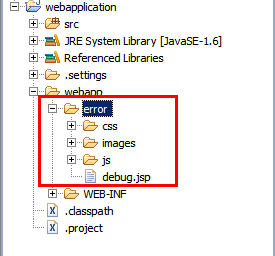 webapplication
src
JRE System Library [JavaSE-1.6]
Referenced Libraries
.settings
webapp
error
css
images
js
debug.jsp
WEB-INF
.classpath
.project